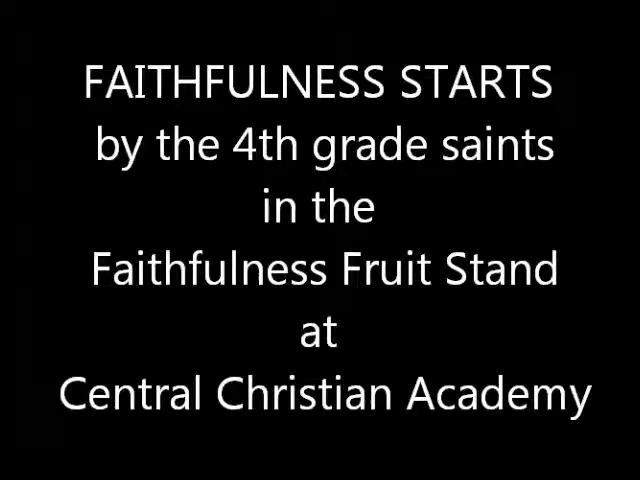 FAITHFULNESS STARTS
by the 4th grade saints
in the
Faithfulness Fruit Stand
at
Central Christian Academy